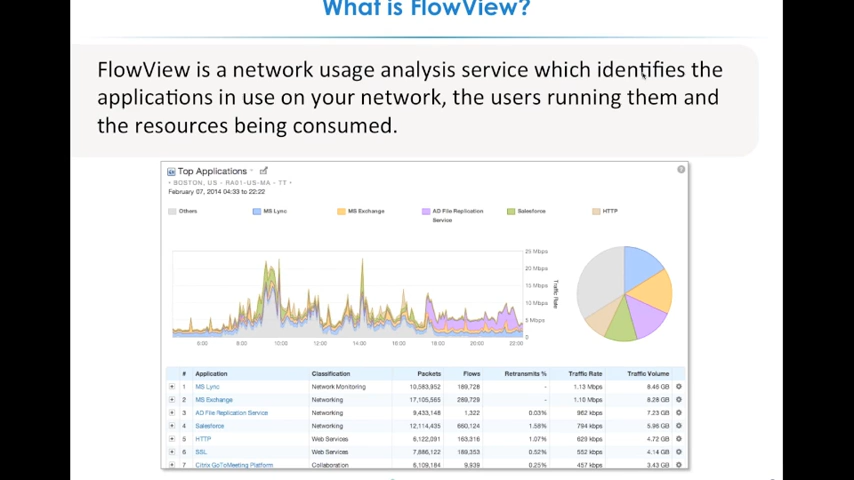 What is FlowView?
FlowView is a network usage analysis service which identifies the
applications in use on your network, the users running them and
the resources being consumed.
Top Applications
• BOSTON, US • RA01-US-MA • TT •
February 07, 2014 04:33 to 22:22
Others MS Lync MS Exchange AD File Replication Service Salesforce HTTP
25 Mbps
20 Mbps
15 Mbps
10 Mbps
5 Mbps
0
Traffic Rate
6:00 8:00 10:00 12:00 14:00 16:00 18:00 20:00 22:00
# Application Classification Packets Flows Retransmits % Traffic Rate Traffic Volume
1 MS Lync Network Monitoring 10,583,952 189,728 - 1.13 Mbps 8.46 GB
2 MS Exchange Networking 17,105,565 289,729 - 1.10 Mbps 8.28 GB
3 AD File Replication Service Networking 9,433,148 1,322 0.03% 962 kbps 7.23 GB
4 Salesforce Networking 12,114,435 660,124 1.58% 794 kbps 5.96 GB
5 HTTP Web Services 8,122,091 163,316 1.07% 629 kbps 4.72 GB
6 SSL Web Services 7,886,122 189,353 0.52% 552 kbps 4.14 GB
7 Citrix GoToMeeting Platform Collaboration 6,109,184 9,939 0.25% 457 kbps 3.43 GB